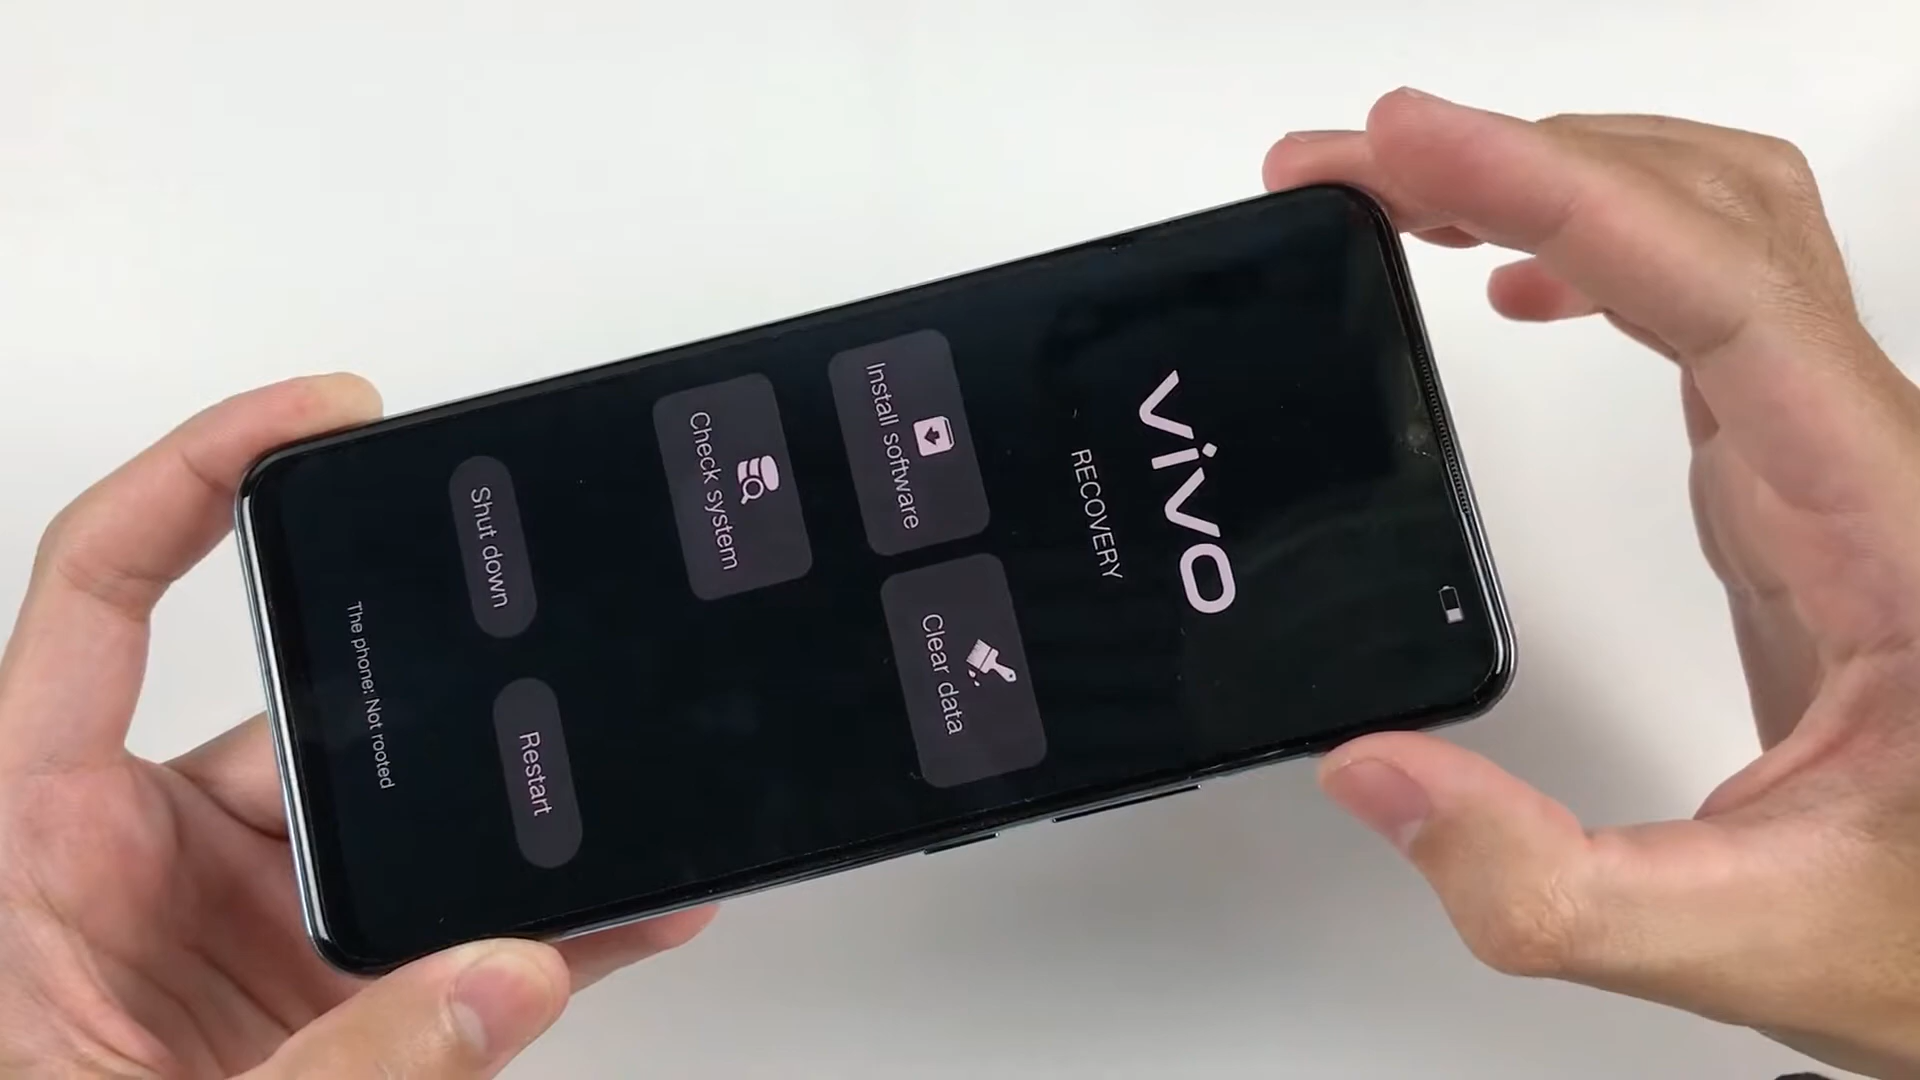 vivo
RECOVERY
Install software
Clear data
Check system
Shut down
Restart
The phone: Not rooted